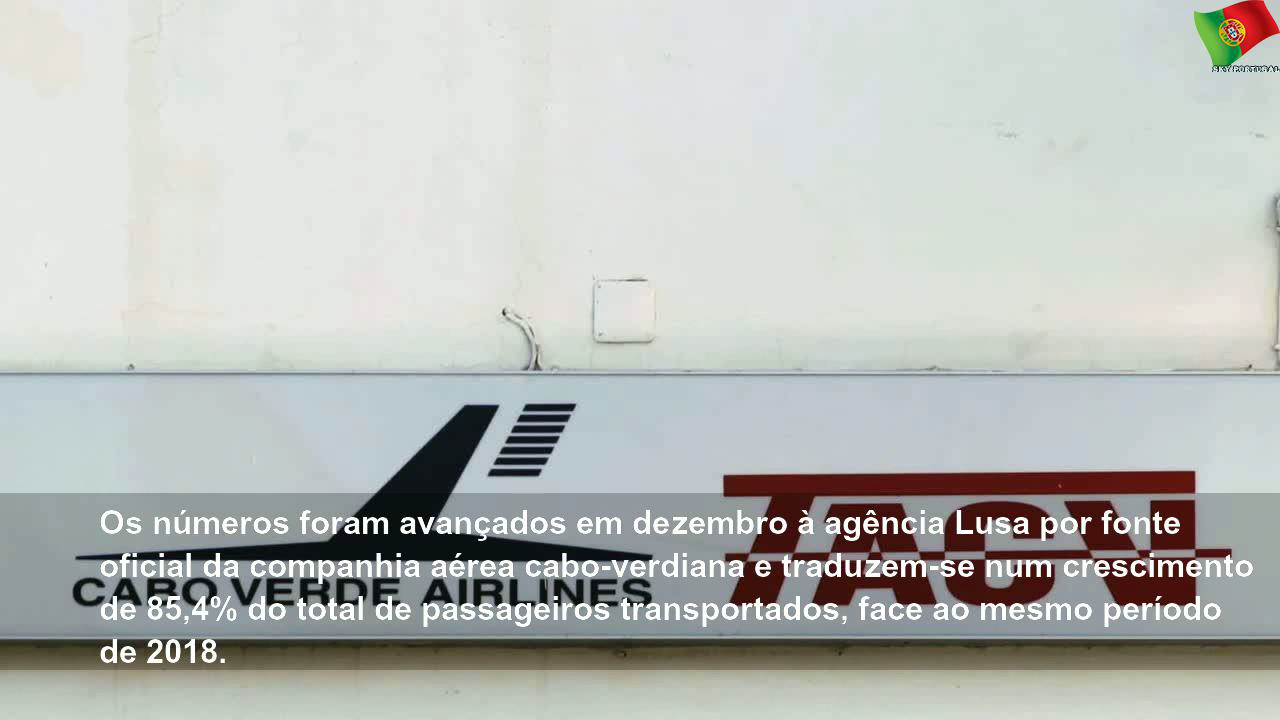 SKY PORTUGAL
Os números foram avançados em dezembro à agência Lusa por fonte
oficial da companhia aérea cabo-verdiana e traduzem-se num crescimento
de 85,4% do total de passageiros transportados, face ao mesmo período
de 2018.
CABO VERDE AIRLINES
TACV